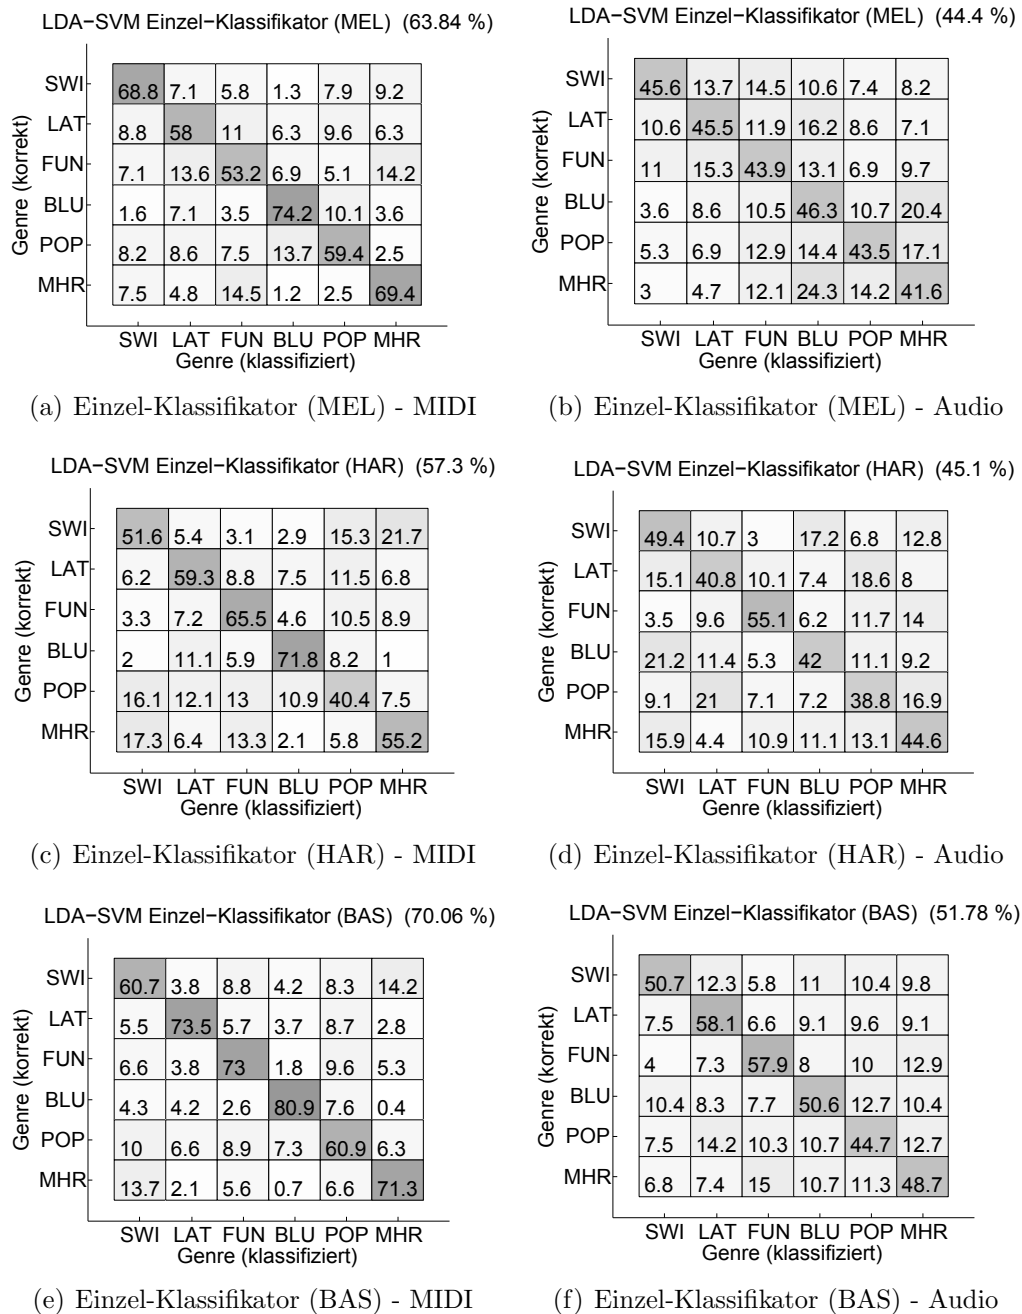 LDA−SVM Einzel−Klassifikator (MEL) (63.84 %)
Genre (korrekt)
SWI 68.8 7.1 5.8 1.3 7.9 9.2
LAT 8.8 58 11 6.3 9.6 6.3
FUN 7.1 13.6 53.2 6.9 5.1 14.2
BLU 1.6 7.1 3.5 74.2 10.1 3.6
POP 8.2 8.6 7.5 13.7 59.4 2.5
MHR 7.5 4.8 14.5 1.2 2.5 69.4
SWI LAT FUN BLU POP MHR
Genre (klassifiziert)
(a) Einzel-Klassifikator (MEL) - MIDI
LDA−SVM Einzel−Klassifikator (MEL) (44.4 %)
Genre (korrekt)
SWI 45.6 13.7 14.5 10.6 7.4 8.2
LAT 10.6 45.5 11.9 16.2 8.6 7.1
FUN 11 15.3 43.9 13.1 6.9 9.7
BLU 3.6 8.6 10.5 46.3 10.7 20.4
POP 5.3 6.9 12.9 14.4 43.5 17.1
MHR 3 4.7 12.1 24.3 14.2 41.6
SWI LAT FUN BLU POP MHR
Genre (klassifiziert)
(b) Einzel-Klassifikator (MEL) - Audio
LDA−SVM Einzel−Klassifikator (HAR) (57.3 %)
Genre (korrekt)
SWI 51.6 5.4 3.1 2.9 15.3 21.7
LAT 6.2 59.3 8.8 7.5 11.5 6.8
FUN 3.3 7.2 65.5 4.6 10.5 8.9
BLU 2 11.1 5.9 71.8 8.2 1
POP 16.1 12.1 13 10.9 40.4 7.5
MHR 17.3 6.4 13.3 2.1 5.8 55.2
SWI LAT FUN BLU POP MHR
Genre (klassifiziert)
(c) Einzel-Klassifikator (HAR) - MIDI
LDA−SVM Einzel−Klassifikator (HAR) (45.1 %)
Genre (korrekt)
SWI 49.4 10.7 3 17.2 6.8 12.8
LAT 15.1 40.8 10.1 7.4 18.6 8
FUN 3.5 9.6 55.1 6.2 11.7 14
BLU 21.2 11.4 5.3 42 11.1 9.2
POP 9.1 21 7.1 7.2 38.8 16.9
MHR 15.9 4.4 10.9 11.1 13.1 44.6
SWI LAT FUN BLU POP MHR
Genre (klassifiziert)
(d) Einzel-Klassifikator (HAR) - Audio
LDA−SVM Einzel−Klassifikator (BAS) (70.06 %)
Genre (korrekt)
SWI 60.7 3.8 8.8 4.2 8.3 14.2
LAT 5.5 73.5 5.7 3.7 8.7 2.8
FUN 6.6 3.8 73 1.8 9.6 5.3
BLU 4.3 4.2 2.6 80.9 7.6 0.4
POP 10 6.6 8.9 7.3 60.9 6.3
MHR 13.7 2.1 5.6 0.7 6.6 71.3
SWI LAT FUN BLU POP MHR
Genre (klassifiziert)
(e) Einzel-Klassifikator (BAS) - MIDI
LDA−SVM Einzel−Klassifikator (BAS) (51.78 %)
Genre (korrekt)
SWI 50.7 12.3 5.8 11 10.4 9.8
LAT 7.5 58.1 6.6 9.1 9.6 9.1
FUN 4 7.3 57.9 8 10 12.9
BLU 10.4 8.3 7.7 50.6 12.7 10.4
POP 7.5 14.2 10.3 10.7 44.7 12.7
MHR 6.8 7.4 15 10.7 11.3 48.7
SWI LAT FUN BLU POP MHR
Genre (klassifiziert)
(f) Einzel-Klassifikator (BAS) - Audio